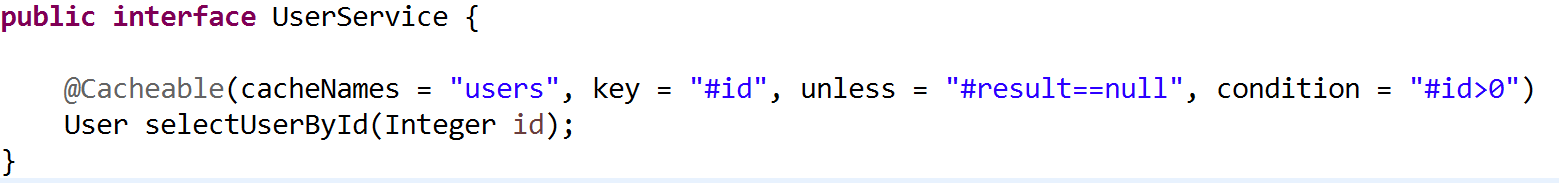 public interface UserService {
@Cacheable(cacheNames = "users", key = "#id", unless = "#result==null", condition = "#id>0")
User selectUserById(Integer id);
}